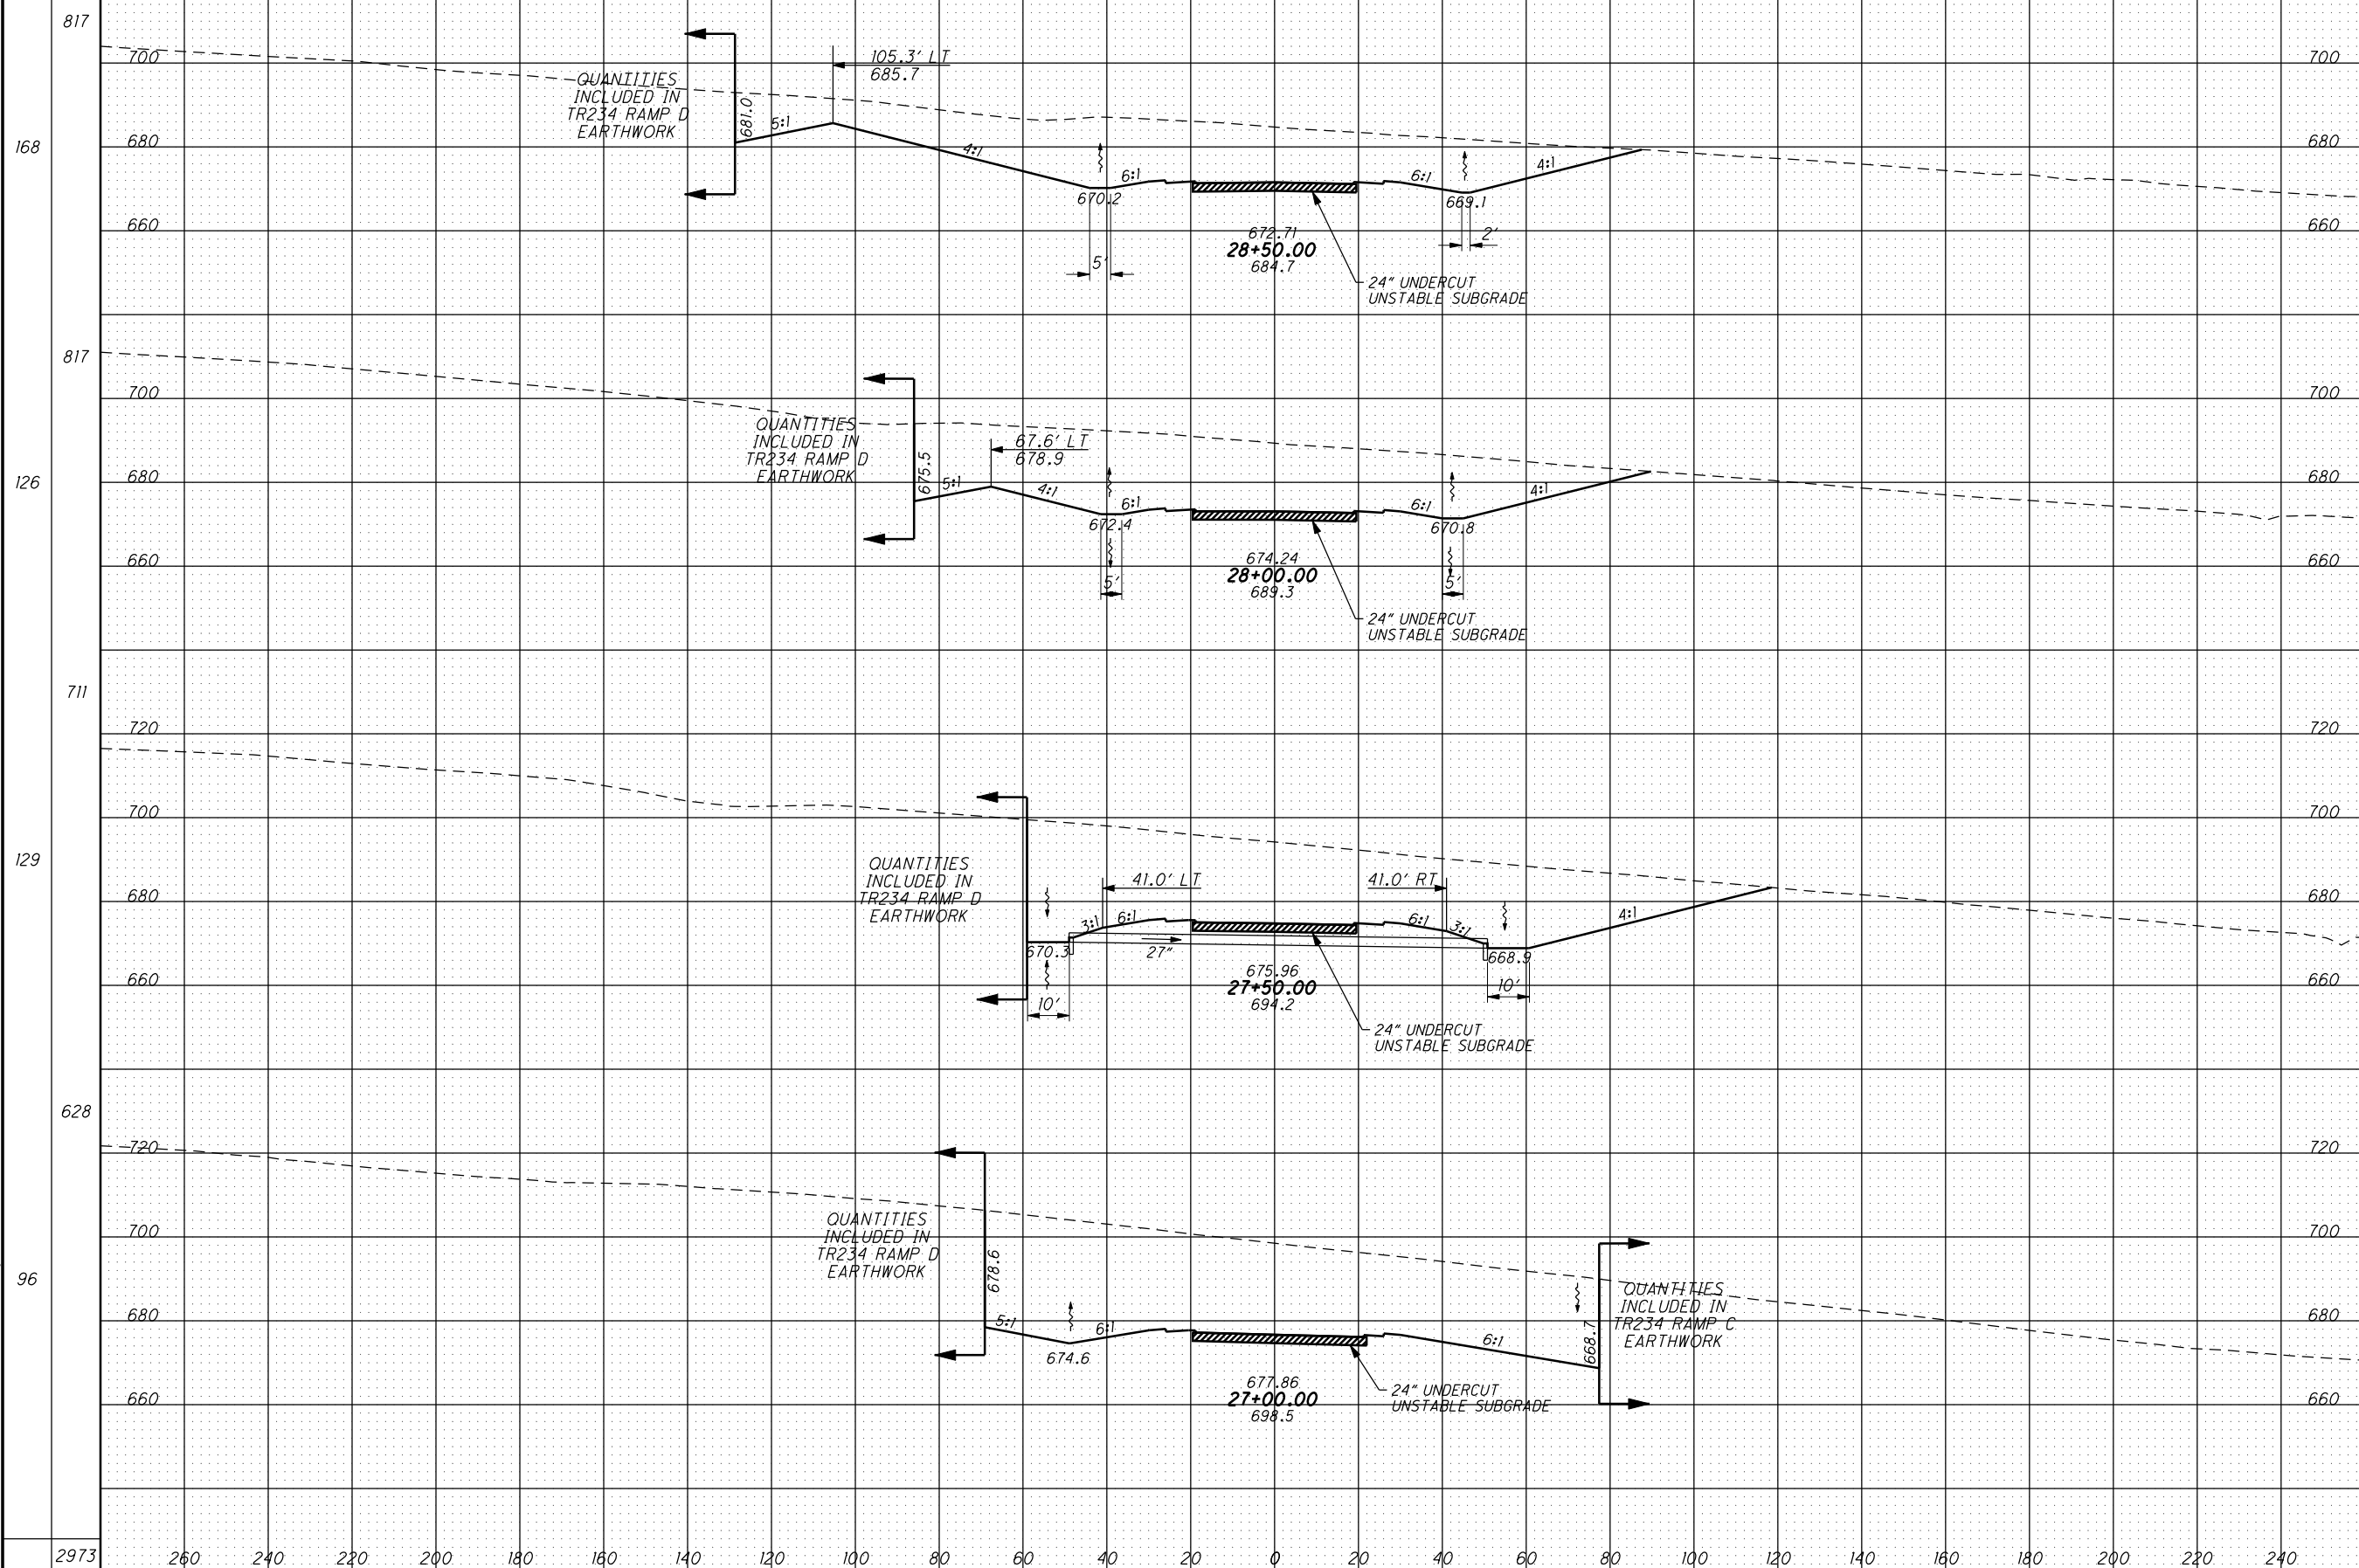 817
700
QUANTITIES
INCLUDED IN
TR234 RAMP D
EARTHWORK
681.0
5:1
105.3' LT
685.7
700
168
680
4:1
6:1
670.2
5'
6:1
669.1
2'
4:1
680
660
672.71
28+50.00
684.7
24" UNDERCUT
UNSTABLE SUBGRADE
660
817
700
QUANTITIES
INCLUDED IN
TR234 RAMP D
EARTHWORK
675.5
5:1
67.6' LT
678.9
700
126
680
4:1
6:1
672.4
5'
6:1
670.8
5'
4:1
680
660
674.24
28+00.00
689.3
24" UNDERCUT
UNSTABLE SUBGRADE
660
711
720
720
700
700
129
QUANTITIES
INCLUDED IN
TR234 RAMP D
EARTHWORK
680
41.0' LT
41.0' RT
680
3:1
6:1
6:1
3:1
4:1
670.3
27"
668.9
10'
10'
660
675.96
27+50.00
694.2
24" UNDERCUT
UNSTABLE SUBGRADE
660
628
720
720
700
700
QUANTITIES
INCLUDED IN
TR234 RAMP D
EARTHWORK
678.6
96
680
5:1
6:1
674.6
6:1
668.7
QUANTITIES
INCLUDED IN
TR234 RAMP C
EARTHWORK
680
660
677.86
27+00.00
698.5
24" UNDERCUT
UNSTABLE SUBGRADE
660
2973
260 240 220 200 180 160 140 120 100 80 60 40 20 0 20 40 60 80 100 120 140 160 180 200 220 240